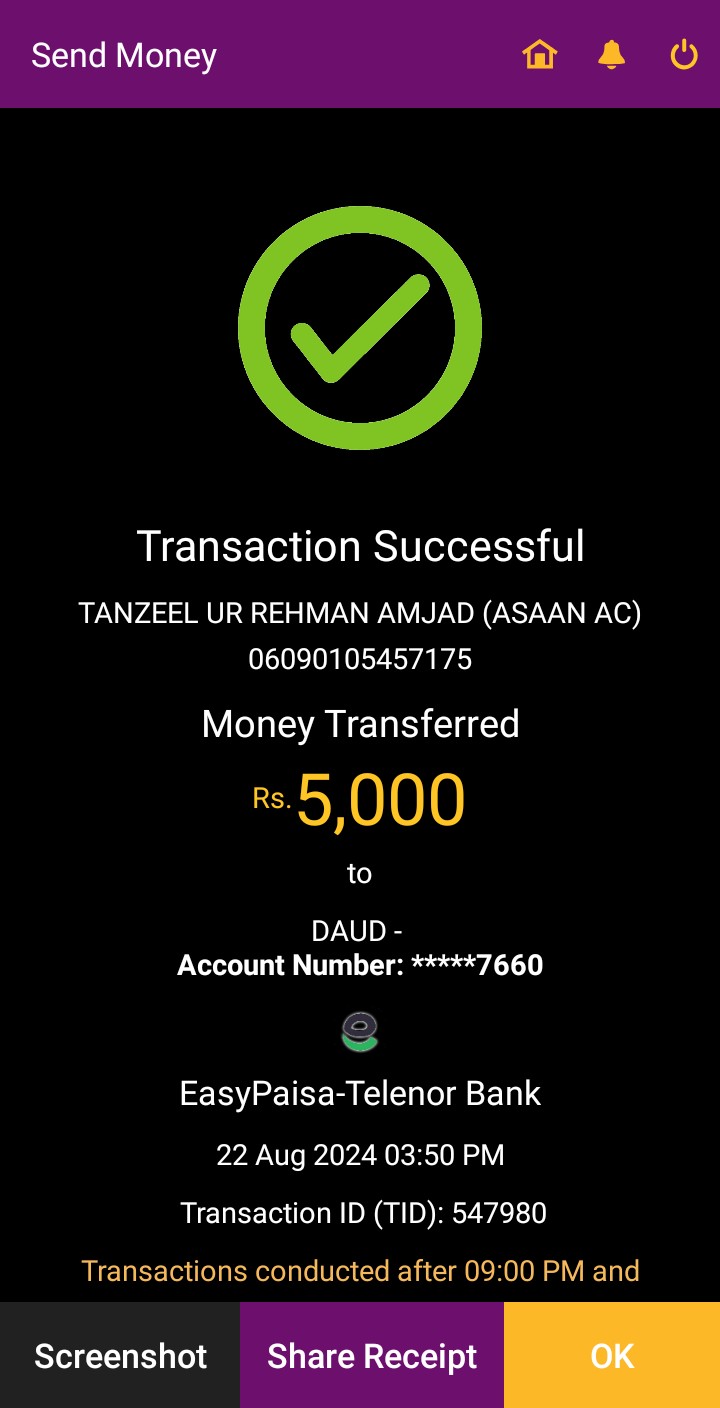 Send Money
Transaction Successful
TANZEEL UR REHMAN AMJAD (ASAAN AC)
06090105457175
Money Transferred
Rs.5,000
to
DAUD -
Account Number: *****7660
EasyPaisa-Telenor Bank
22 Aug 2024 03:50 PM
Transaction ID (TID): 547980
Transactions conducted after 09:00 PM and
Screenshot Share Receipt OK